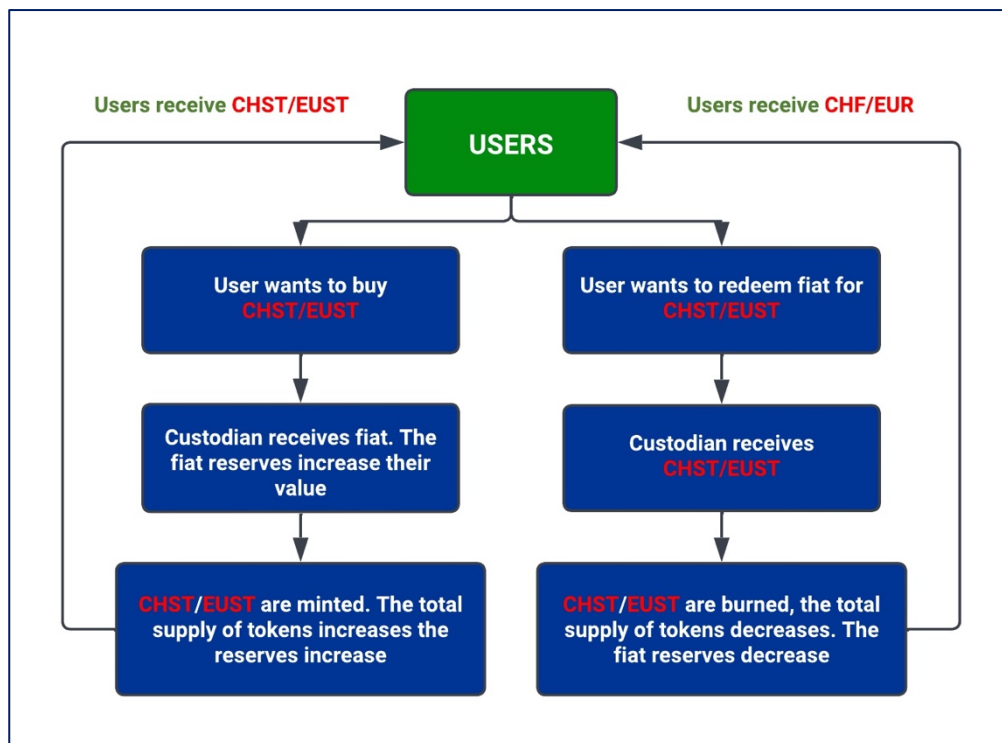 Users receive CHST/EUST
Users receive CHF/EUR
USERS
User wants to buy
CHST/EUST
User wants to redeem fiat for
CHST/EUST
Custodian receives fiat. The
fiat reserves increase their
value
Custodian receives
CHST/EUST
CHST/EUST are minted. The total
supply of tokens increases the
reserves increase
CHST/EUST are burned, the total
supply of tokens decreases. The
fiat reserves decrease